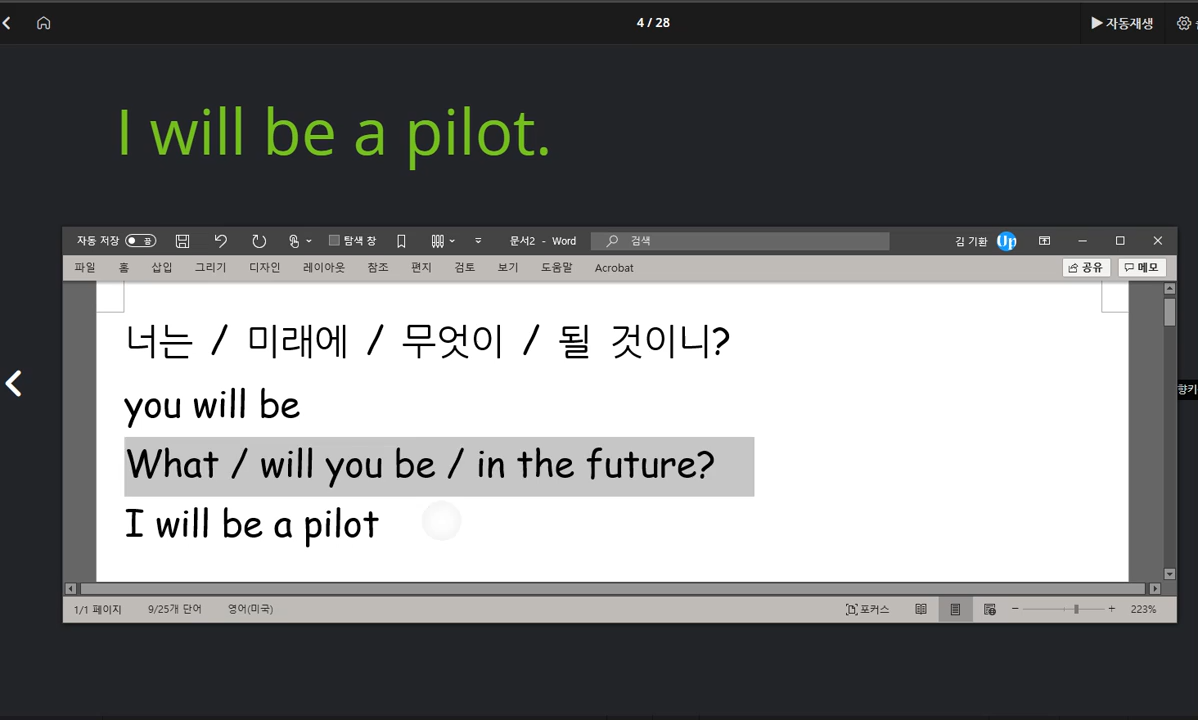 4 / 28
▶ 자동재생
I will be a pilot.
자동 저장 끔 탐색 창 문서2 - Word 검색 김 기환 Up
파일 홈 삽입 그리기 디자인 레이아웃 참조 편지 검토 보기 도움말 Acrobat 공유 메모
너는 / 미래에 / 무엇이 / 될 것이니?
you will be
향키
What / will you be / in the future?
I will be a pilot
1/1 페이지 9/25개 단어 영어(미국) 포커스 223%